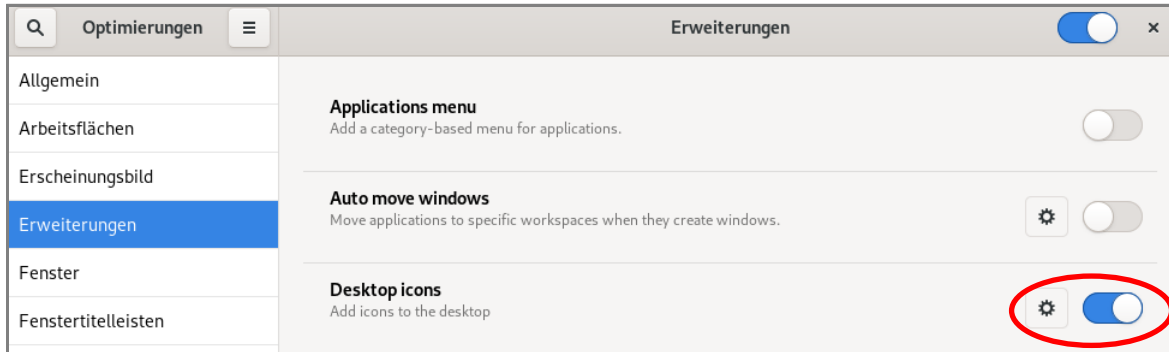 Optimierungen
Erweiterungen
Allgemein
Arbeitsflächen
Erscheinungsbild
Erweiterungen
Fenster
Fenstertitelleisten
Applications menu
Add a category-based menu for applications.
Auto move windows
Move applications to specific workspaces when they create windows.
Desktop icons
Add icons to the desktop